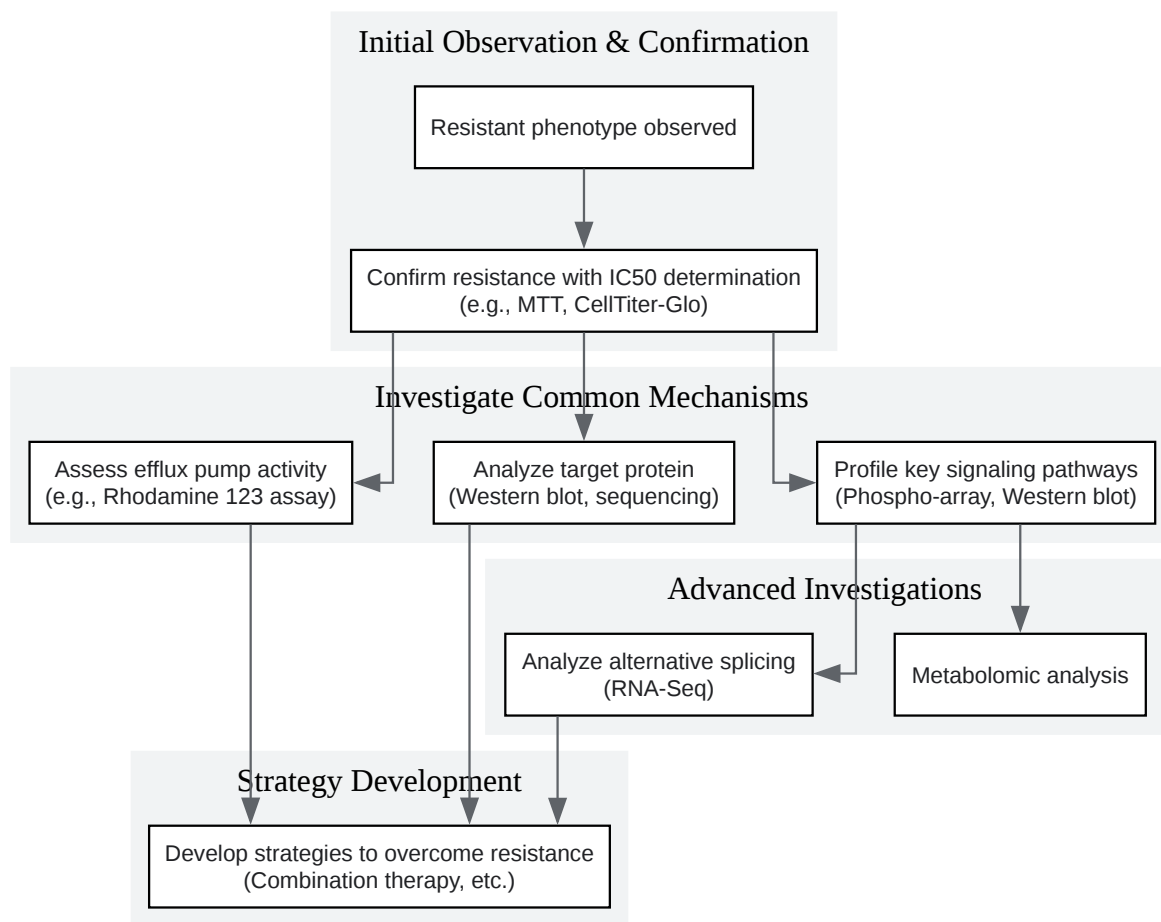 Initial Observation & Confirmation
Resistant phenotype observed
Confirm resistance with IC50 determination
(e.g., MTT, CellTiter-Glo)
Investigate Common Mechanisms
Assess efflux pump activity
(e.g., Rhodamine 123 assay)
Analyze target protein
(Western blot, sequencing)
Profile key signaling pathways
(Phospho-array, Western blot)
Advanced Investigations
Analyze alternative splicing
(RNA-Seq)
Metabolomic analysis
Strategy Development
Develop strategies to overcome resistance
(Combination therapy, etc.)